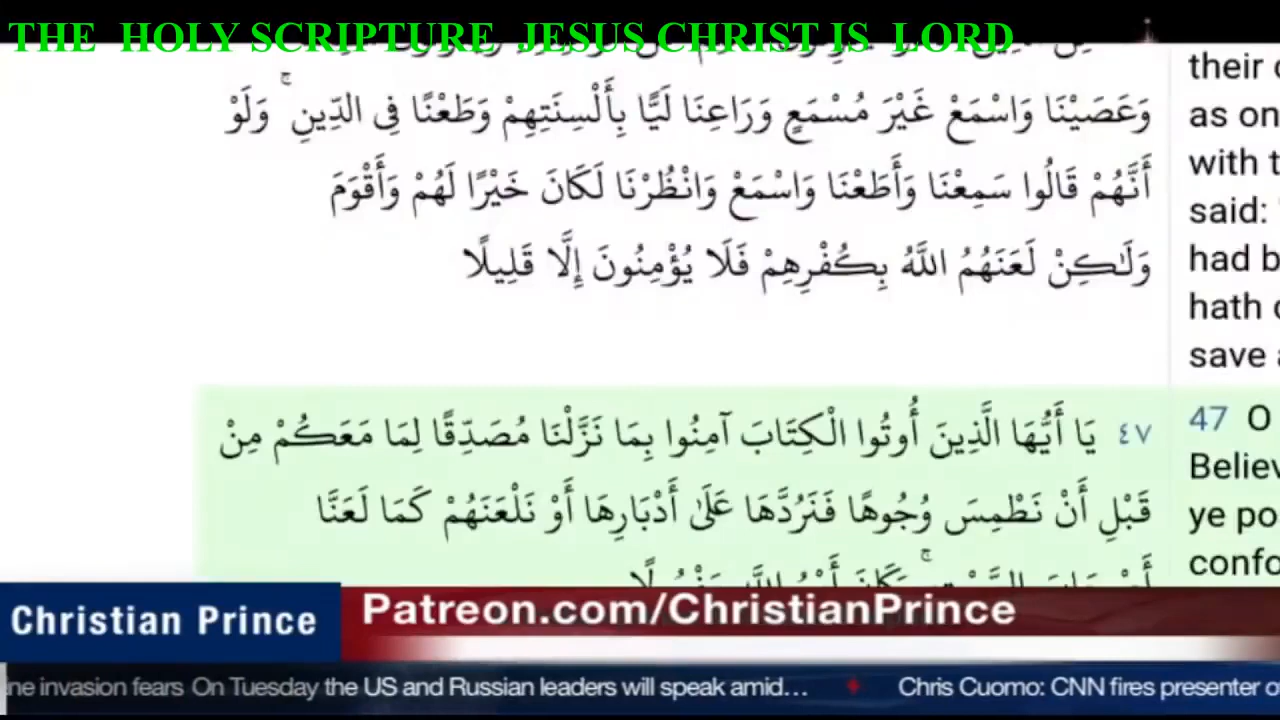 THE HOLY SCRIPTURE JESUS CHRIST IS LORD
وَعَصَيْنَا وَاسْمَعْ غَيْرَ مُسْمَعٍ وَرَاعِنَا لَيًّا بِأَلْسِنَتِهِمْ وَطَعْنًا فِي الدِّينِ ۚ وَلَوْ
أَنَّهُمْ قَالُوا سَمِعْنَا وَأَطَعْنَا وَاسْمَعْ وَانْظُرْنَا لَكَانَ خَيْرًا لَهُمْ وَأَقْوَمَ
وَلَٰكِنْ لَعَنَهُمُ اللَّهُ بِكُفْرِهِمْ فَلَا يُؤْمِنُونَ إِلَّا قَلِيلًا
٤٧ يَا أَيُّهَا الَّذِينَ أُوتُوا الْكِتَابَ آمِنُوا بِمَا نَزَّلْنَا مُصَدِّقًا لِمَا مَعَكُمْ مِنْ
قَبْلِ أَنْ نَطْمِسَ وُجُوهًا فَنَرُدَّهَا عَلَىٰ أَدْبَارِهَا أَوْ نَلْعَنَهُمْ كَمَا لَعَنَّا
their
as on
with t
said:
had b
hath
save
47 O
Believ
ye po
confo
Christian Prince
Patreon.com/ChristianPrince
ne invasion fears On Tuesday the US and Russian leaders will speak amid... Chris Cuomo: CNN fires presenter o